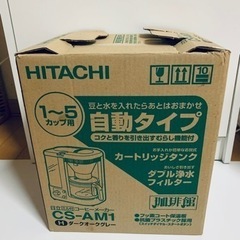 HITACHI
10
1〜5
カップ用
豆と水を入れたらあとはおまかせ
自動タイプ
コクと香りを引き出すむらし機能付
カートリッジタンク
ダブル浄水
フィルター
珈琲館
CS-AM1
H ダークオークグレー